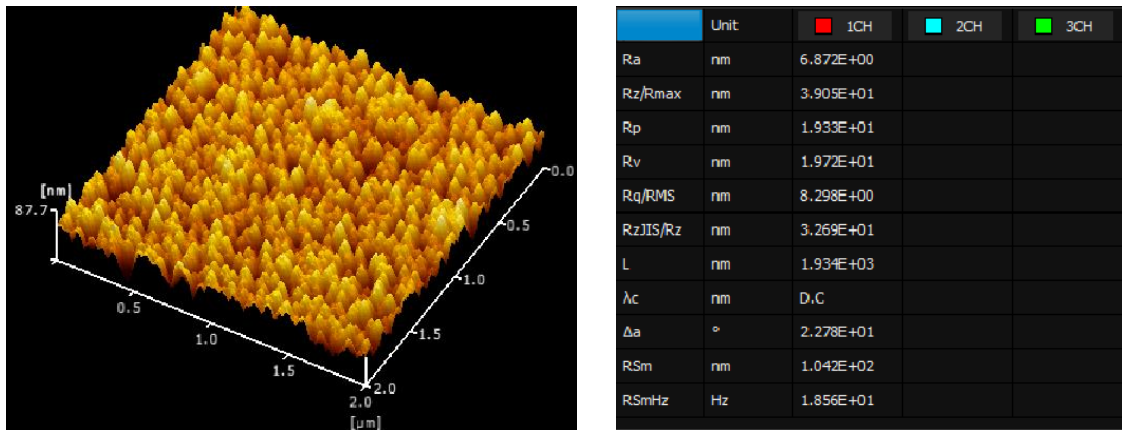 [nm]
87.7
0.0
0.5
1.0
1.5
2.0
0.5
1.0
1.5
2.0
[µm]
Unit 1CH 2CH 3CH
Ra nm 6.872E+00
Rz/Rmax nm 3.905E+01
Rp nm 1.933E+01
Rv nm 1.972E+01
Rq/RMS nm 8.298E+00
RzJIS/Rz nm 3.269E+01
L nm 1.934E+03
λc nm D.C
Δa ° 2.278E+01
RSm nm 1.042E+02
RSmHz Hz 1.856E+01